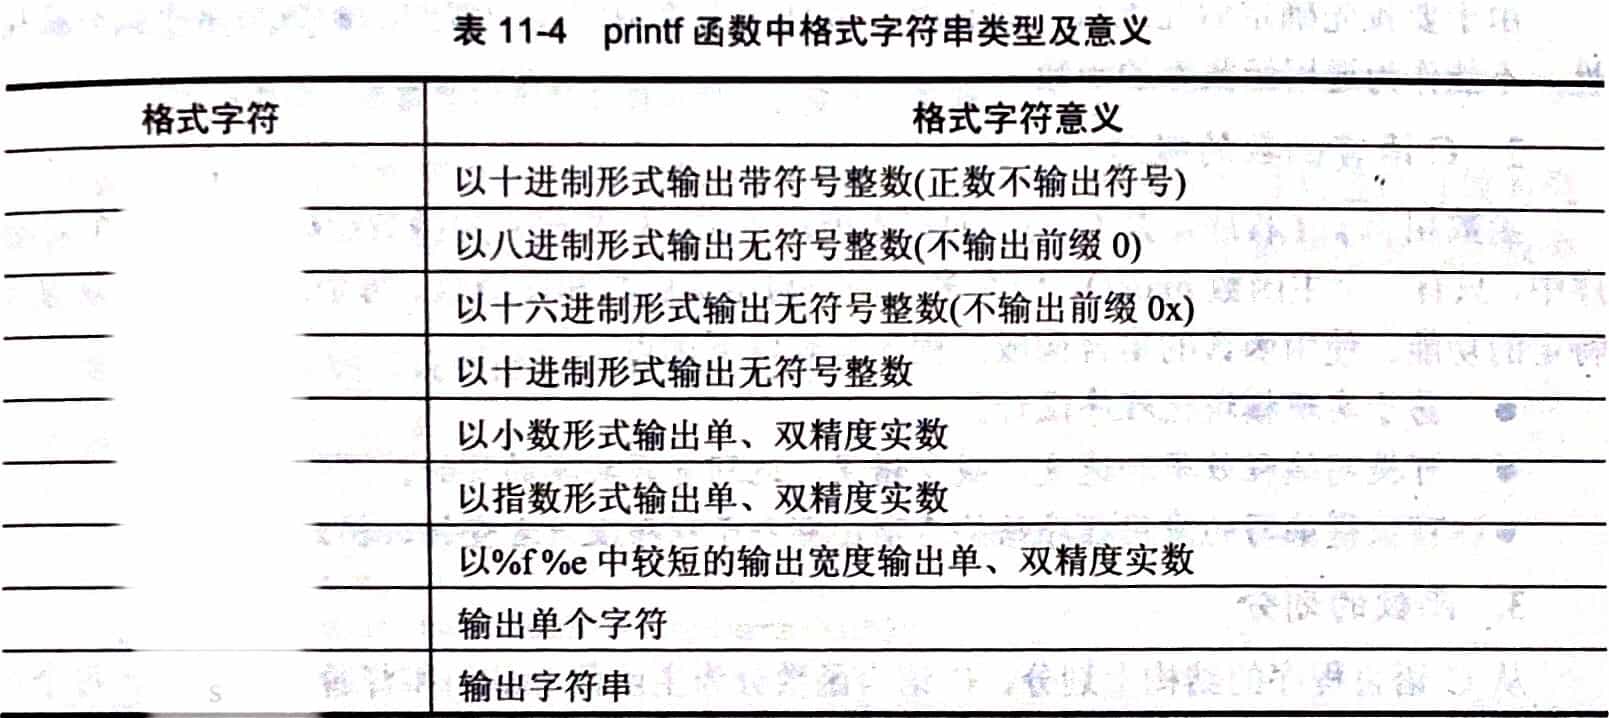 表 11-4 printf 函数中格式字符串类型及意义
格式字符 格式字符意义
以十进制形式输出带符号整数(正数不输出符号)
以八进制形式输出无符号整数(不输出前缀 0)
以十六进制形式输出无符号整数(不输出前缀 0x)
以十进制形式输出无符号整数
以小数形式输出单、双精度实数
以指数形式输出单、双精度实数
以%f %e 中较短的输出宽度输出单、双精度实数
输出单个字符
s 输出字符串